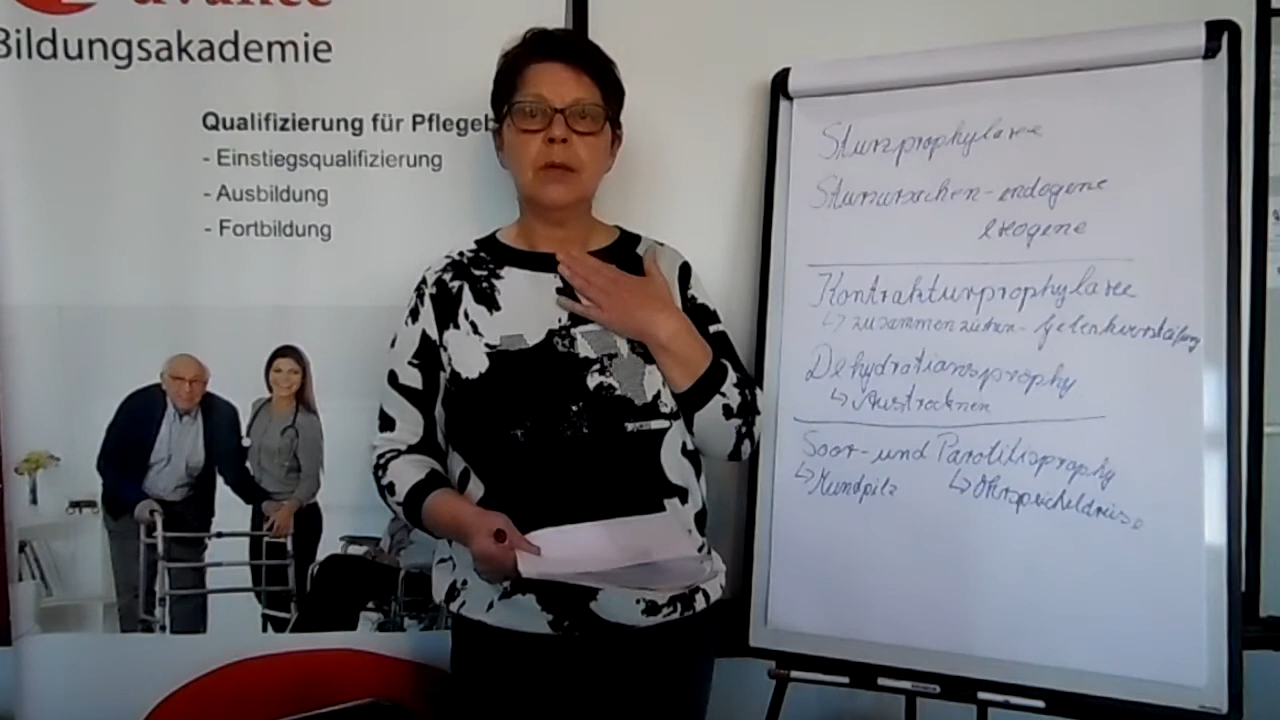 avance
Bildungsakademie
Qualifizierung für Pflegeb
- Einstiegsqualifizierung
- Ausbildung
- Fortbildung
Sturzprophylaxe
Sturzursachen - endogene
exogene
Kontrakturprophylaxe
↳ zusammenziehen - Gelenkversteifung
Dehydrationsprophy
↳ Austrocknen
Soor- und Parotitisprophy
↳ Mundpilz ↳ Ohrspeicheldrüse